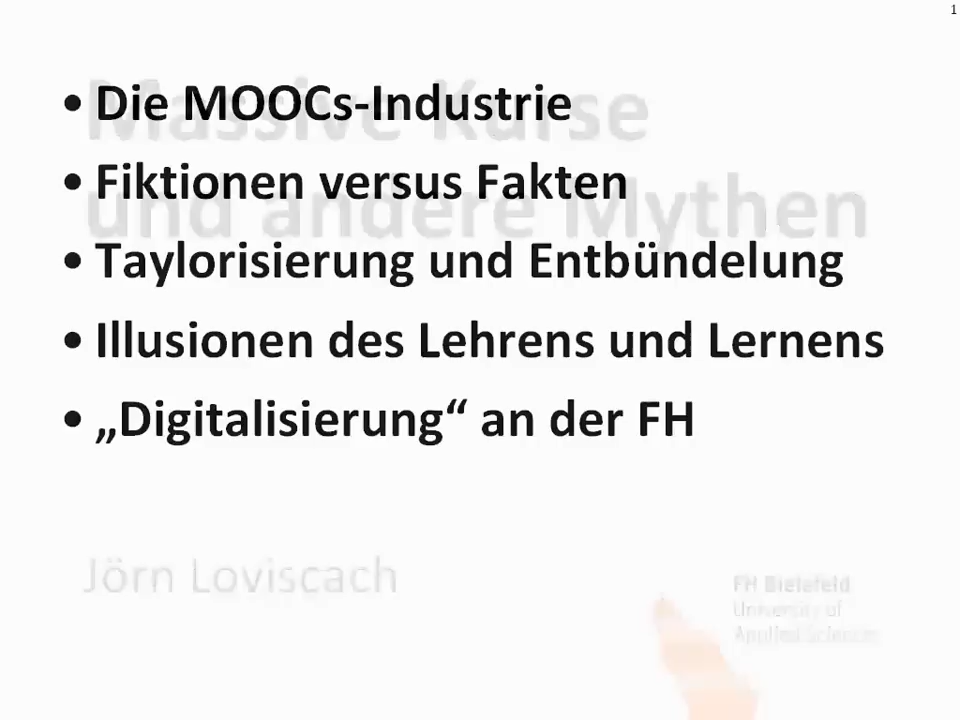 1
• Die MOOCs-Industrie
• Fiktionen versus Fakten
• Taylorisierung und Entbündelung
• Illusionen des Lehrens und Lernens
• „Digitalisierung“ an der FH
Massive Kurse
und andere Mythen
Jörn Loviscach
FH Bielefeld
University of
Applied Sciences